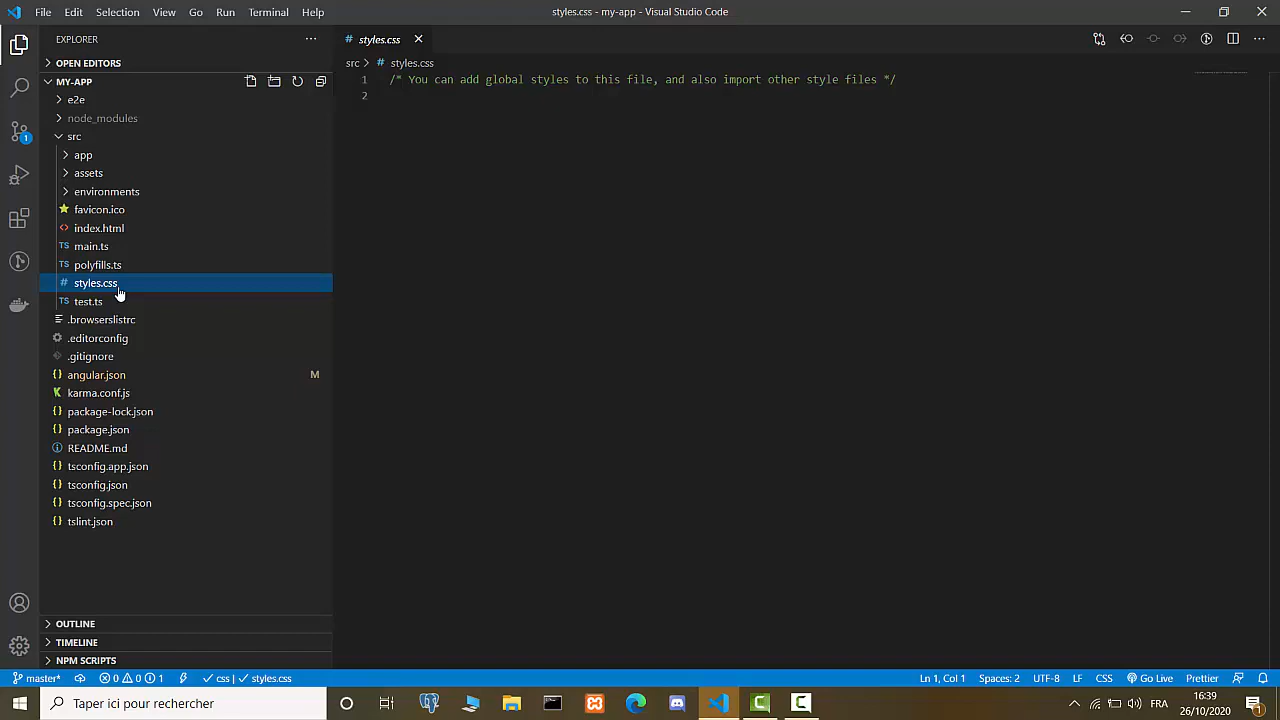 File Edit Selection View Go Run Terminal Help
styles.css - my-app - Visual Studio Code
EXPLORER
styles.css
OPEN EDITORS
src styles.css
MY-APP
1 /* You can add global styles to this file, and also import other style files */
2
e2e
node_modules
src
app
assets
environments
favicon.ico
index.html
TS main.ts
TS polyfills.ts
# styles.css
TS test.ts
.browserslistrc
.editorconfig
.gitignore
{} angular.json M
karma.conf.js
{} package-lock.json
{} package.json
README.md
{} tsconfig.app.json
{} tsconfig.json
{} tsconfig.spec.json
{} tslint.json
OUTLINE
TIMELINE
NPM SCRIPTS
master* 0 0 1 css | styles.css Ln 1, Col 1 Spaces: 2 UTF-8 LF CSS Go Live Prettier
Taper ici pour rechercher
FRA
16:39
26/10/2020
1